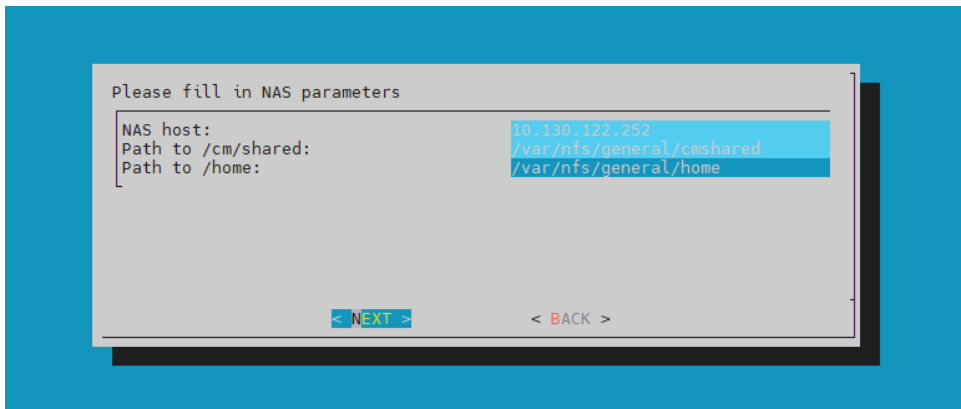 Please fill in NAS parameters
NAS host: 10.130.122.252
Path to /cm/shared: /var/nfs/general/cmshared
Path to /home: /var/nfs/general/home
< NEXT > < BACK >